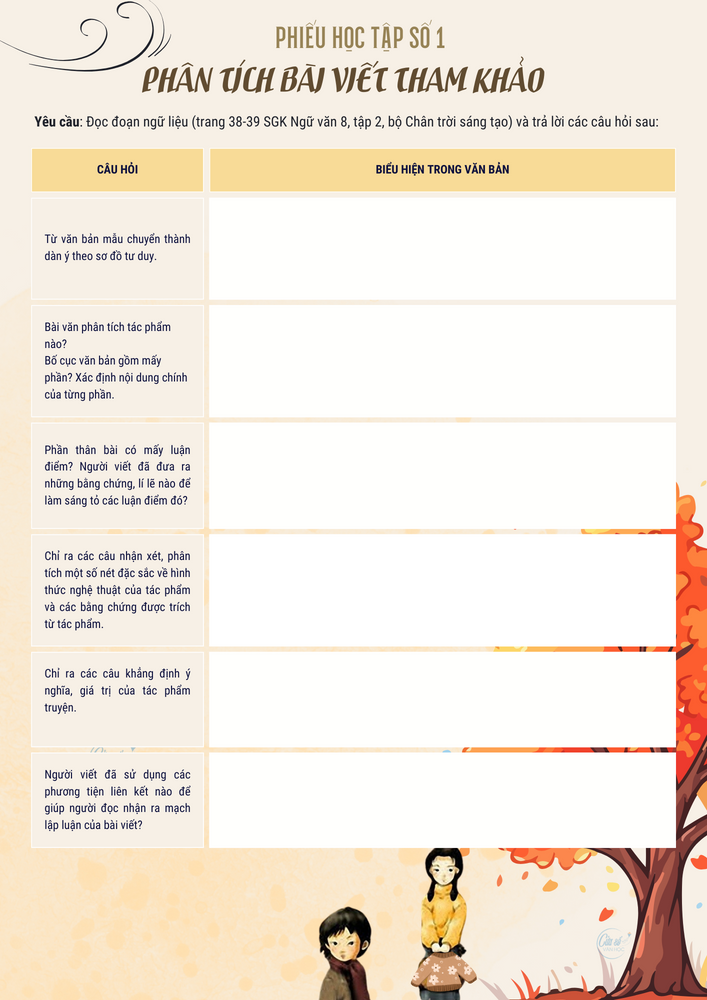 PHIẾU HỌC TẬP SỐ 1
PHÂN TÍCH BÀI VIẾT THAM KHẢO
Yêu cầu: Đọc đoạn ngữ liệu (trang 38-39 SGK Ngữ văn 8, tập 2, bộ Chân trời sáng tạo) và trả lời các câu hỏi sau:
CÂU HỎI
BIỂU HIỆN TRONG VĂN BẢN
Từ văn bản mẫu chuyển thành
dàn ý theo sơ đồ tư duy.
Bài văn phân tích tác phẩm
nào?
Bố cục văn bản gồm mấy
phần? Xác định nội dung chính
của từng phần.
Phần thân bài có mấy luận
điểm? Người viết đã đưa ra
những bằng chứng, lí lẽ nào để
làm sáng tỏ các luận điểm đó?
Chỉ ra các câu nhận xét, phân
tích một số nét đặc sắc về hình
thức nghệ thuật của tác phẩm
và các bằng chứng được trích
từ tác phẩm.
Chỉ ra các câu khẳng định ý
nghĩa, giá trị của tác phẩm
truyện.
Người viết đã sử dụng các
phương tiện liên kết nào để
giúp người đọc nhận ra mạch
lập luận của bài viết?